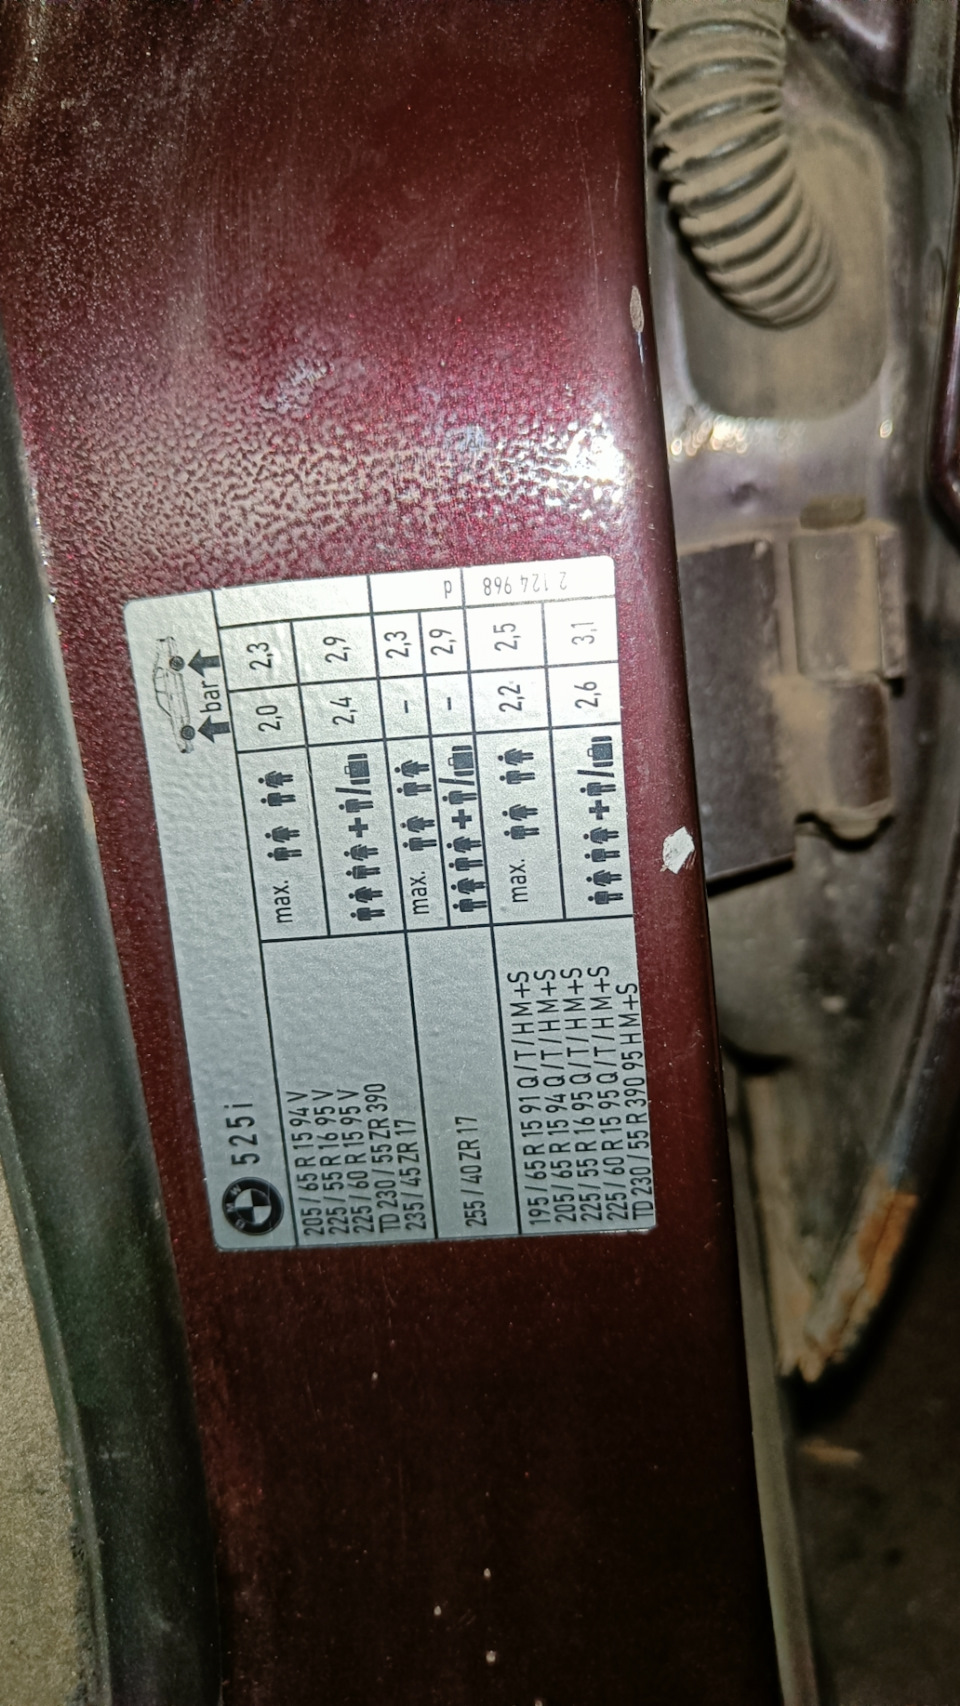 BMW 525i
bar
205/65 R 15 94 V
225/55 R 16 95 V
225/60 R 15 95 V
TD 230/55 ZR 390
235/45 ZR 17
max. 2,0 2,3
+ / 2,4 2,9
255/40 ZR 17
max. – 2,3
+ / – 2,9
d
195/65 R 15 91 Q/T/H M+S
205/65 R 15 94 Q/T/H M+S
225/55 R 16 95 Q/T/H M+S
225/60 R 15 95 Q/T/H M+S
TD 230/55 R 390 95 H M+S
max. 2,2 2,5
+ / 2,6 3,1
2 124 968